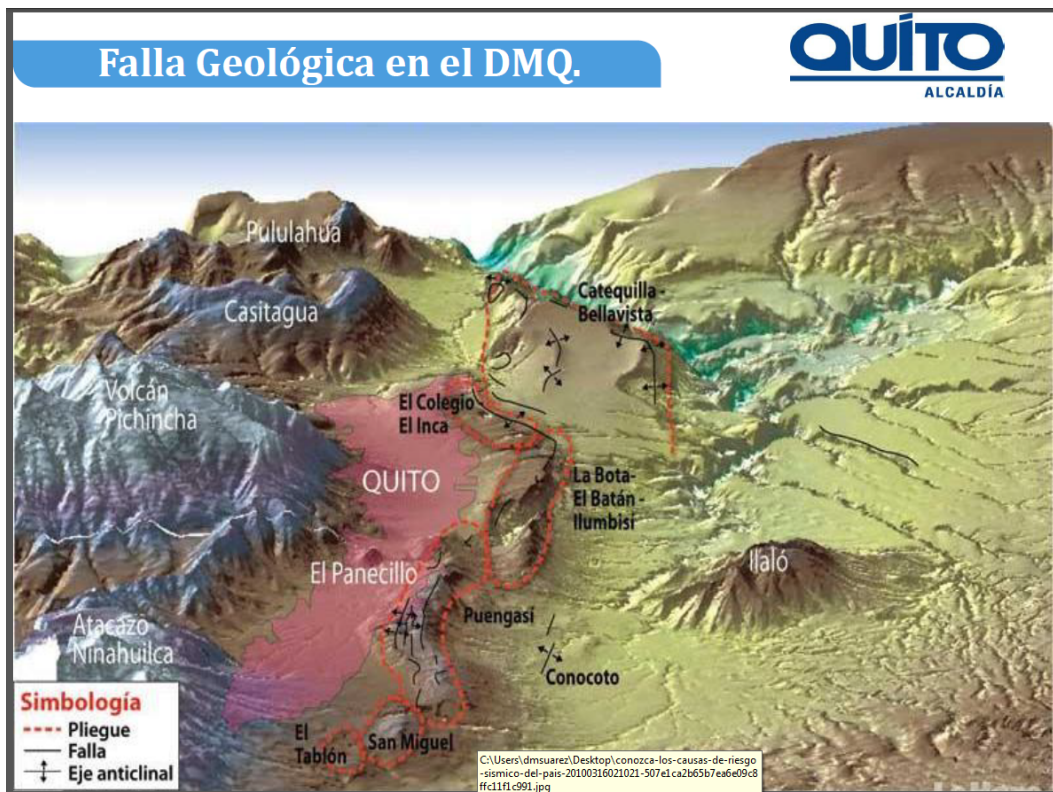 Falla Geológica en el DMQ.
QUITO
ALCALDÍA
Pululahua
Casitagua
Catequilla -
Bellavista
Volcán
Pichincha
El Colegio
El Inca
QUITO
La Bota-
El Batán -
Ilumbisí
El Panecillo
Ilaló
Puengasí
Atacazo
Ninahuilca
Conocoto
Simbología
Pliegue
Falla
Eje anticlinal
El
Tablón
San Miguel
C:\Users\dmsuarez\Desktop\conozca-los-causas-de-riesgo
-sismico-del-pais-20100316021021-507e1ca2b65b7ea6e09c8
ffc11f1c991.jpg